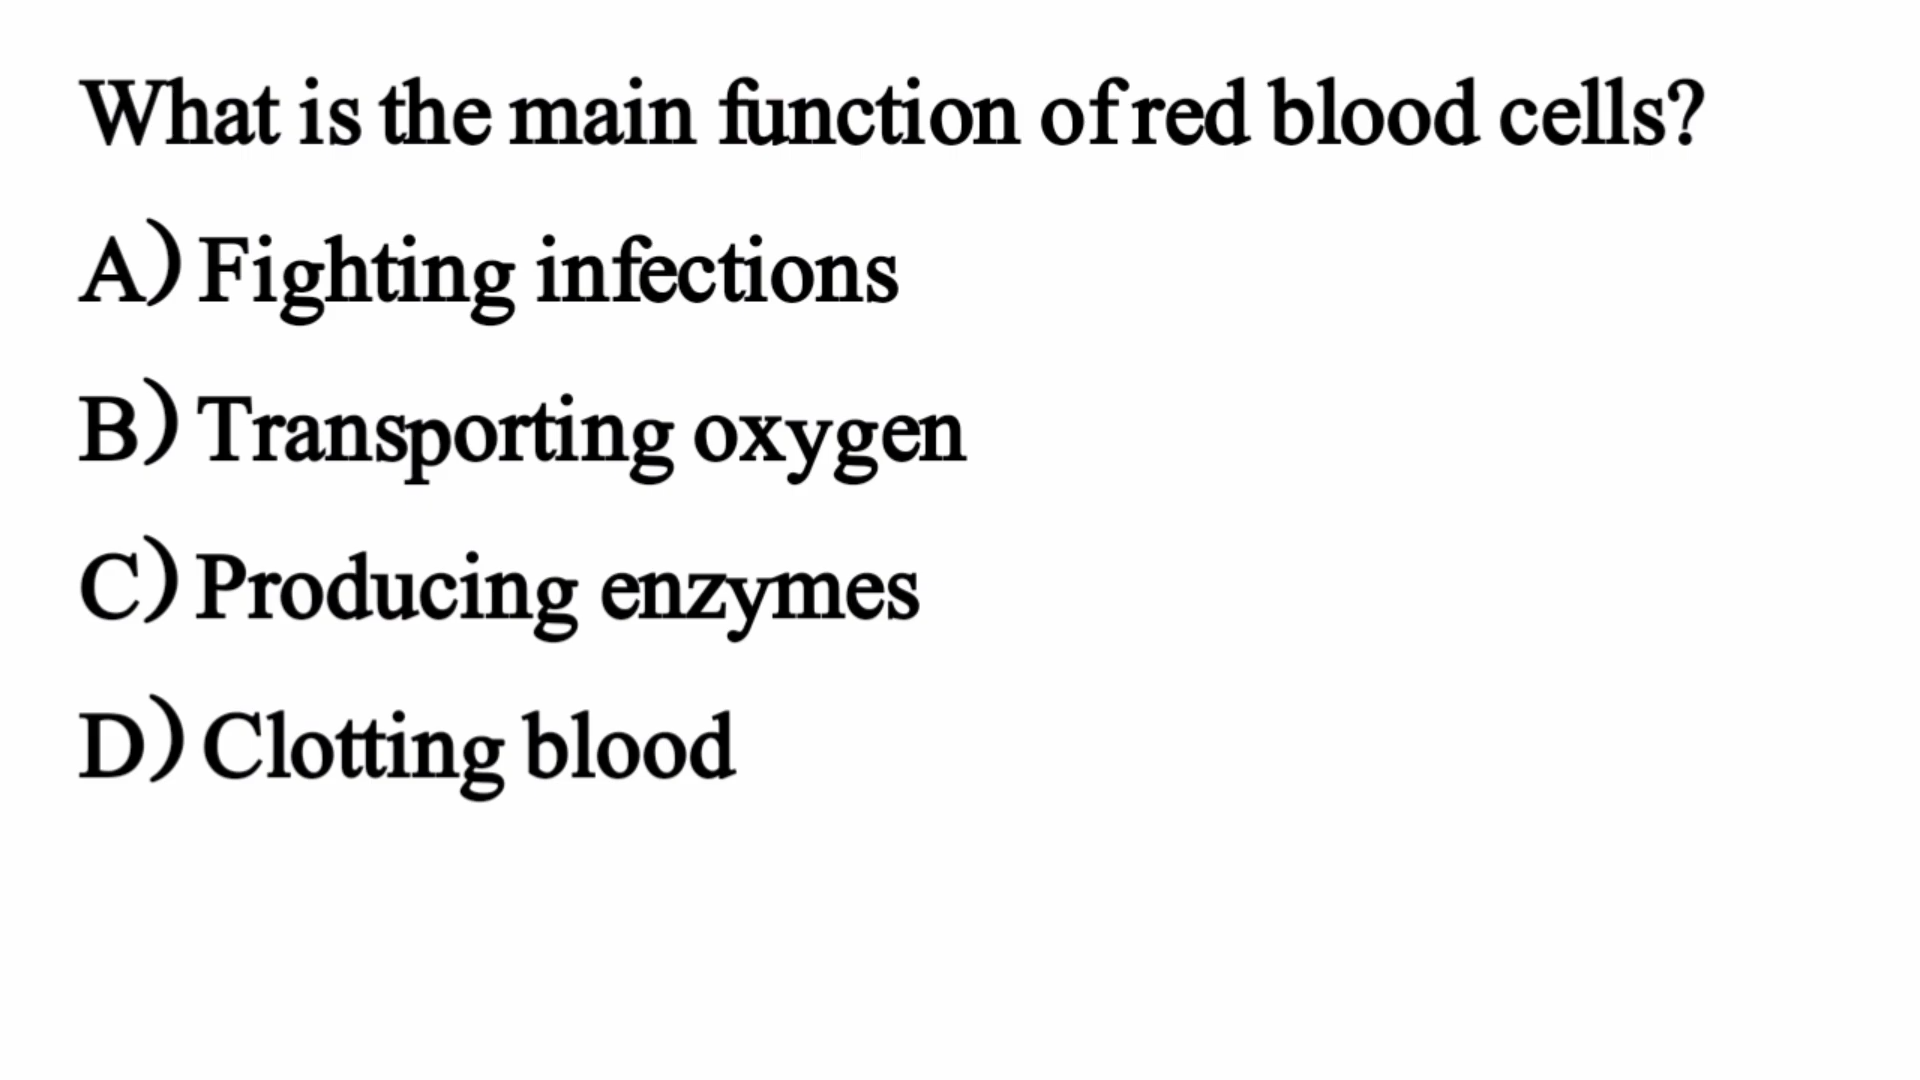 What is the main function of red blood cells?
A) Fighting infections
B) Transporting oxygen
C) Producing enzymes
D) Clotting blood